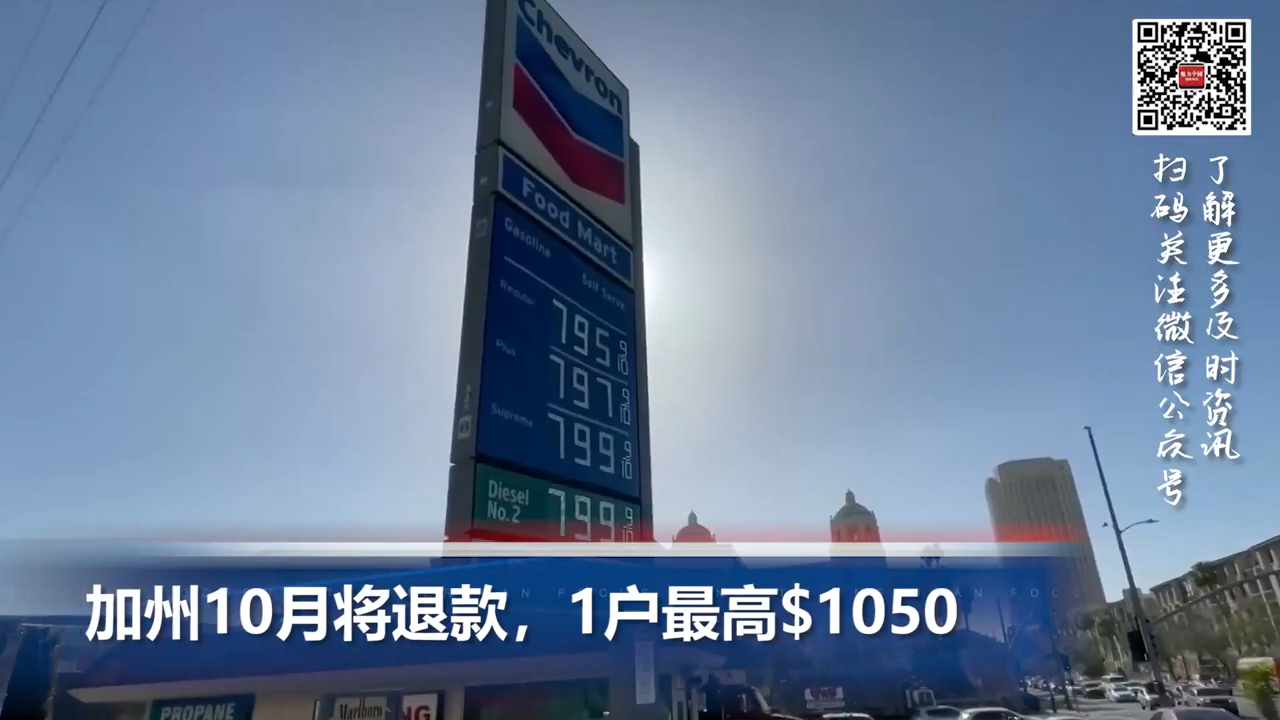 Chevron
Food Mart
Gasoline
Self Serve
Regular
795 9/10
Plus
797 9/10
Supreme
799 9/10
Diesel
No. 2
799 9/10
了解更多及时资讯
扫码关注微信公众号
加州10月将退款，1户最高$1050
PROPANE
Marlboro